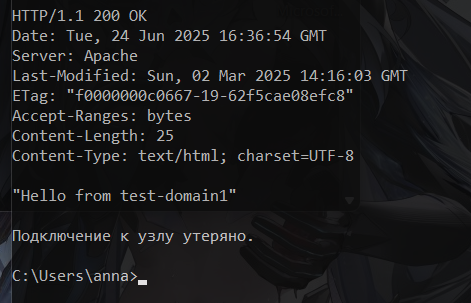 HTTP/1.1 200 OK
Date: Tue, 24 Jun 2025 16:36:54 GMT
Server: Apache
Last-Modified: Sun, 02 Mar 2025 14:16:03 GMT
ETag: "f0000000c0667-19-62f5cae08efc8"
Accept-Ranges: bytes
Content-Length: 25
Content-Type: text/html; charset=UTF-8
"Hello from test-domain1"
Подключение к узлу утеряно.
C:\Users\anna>